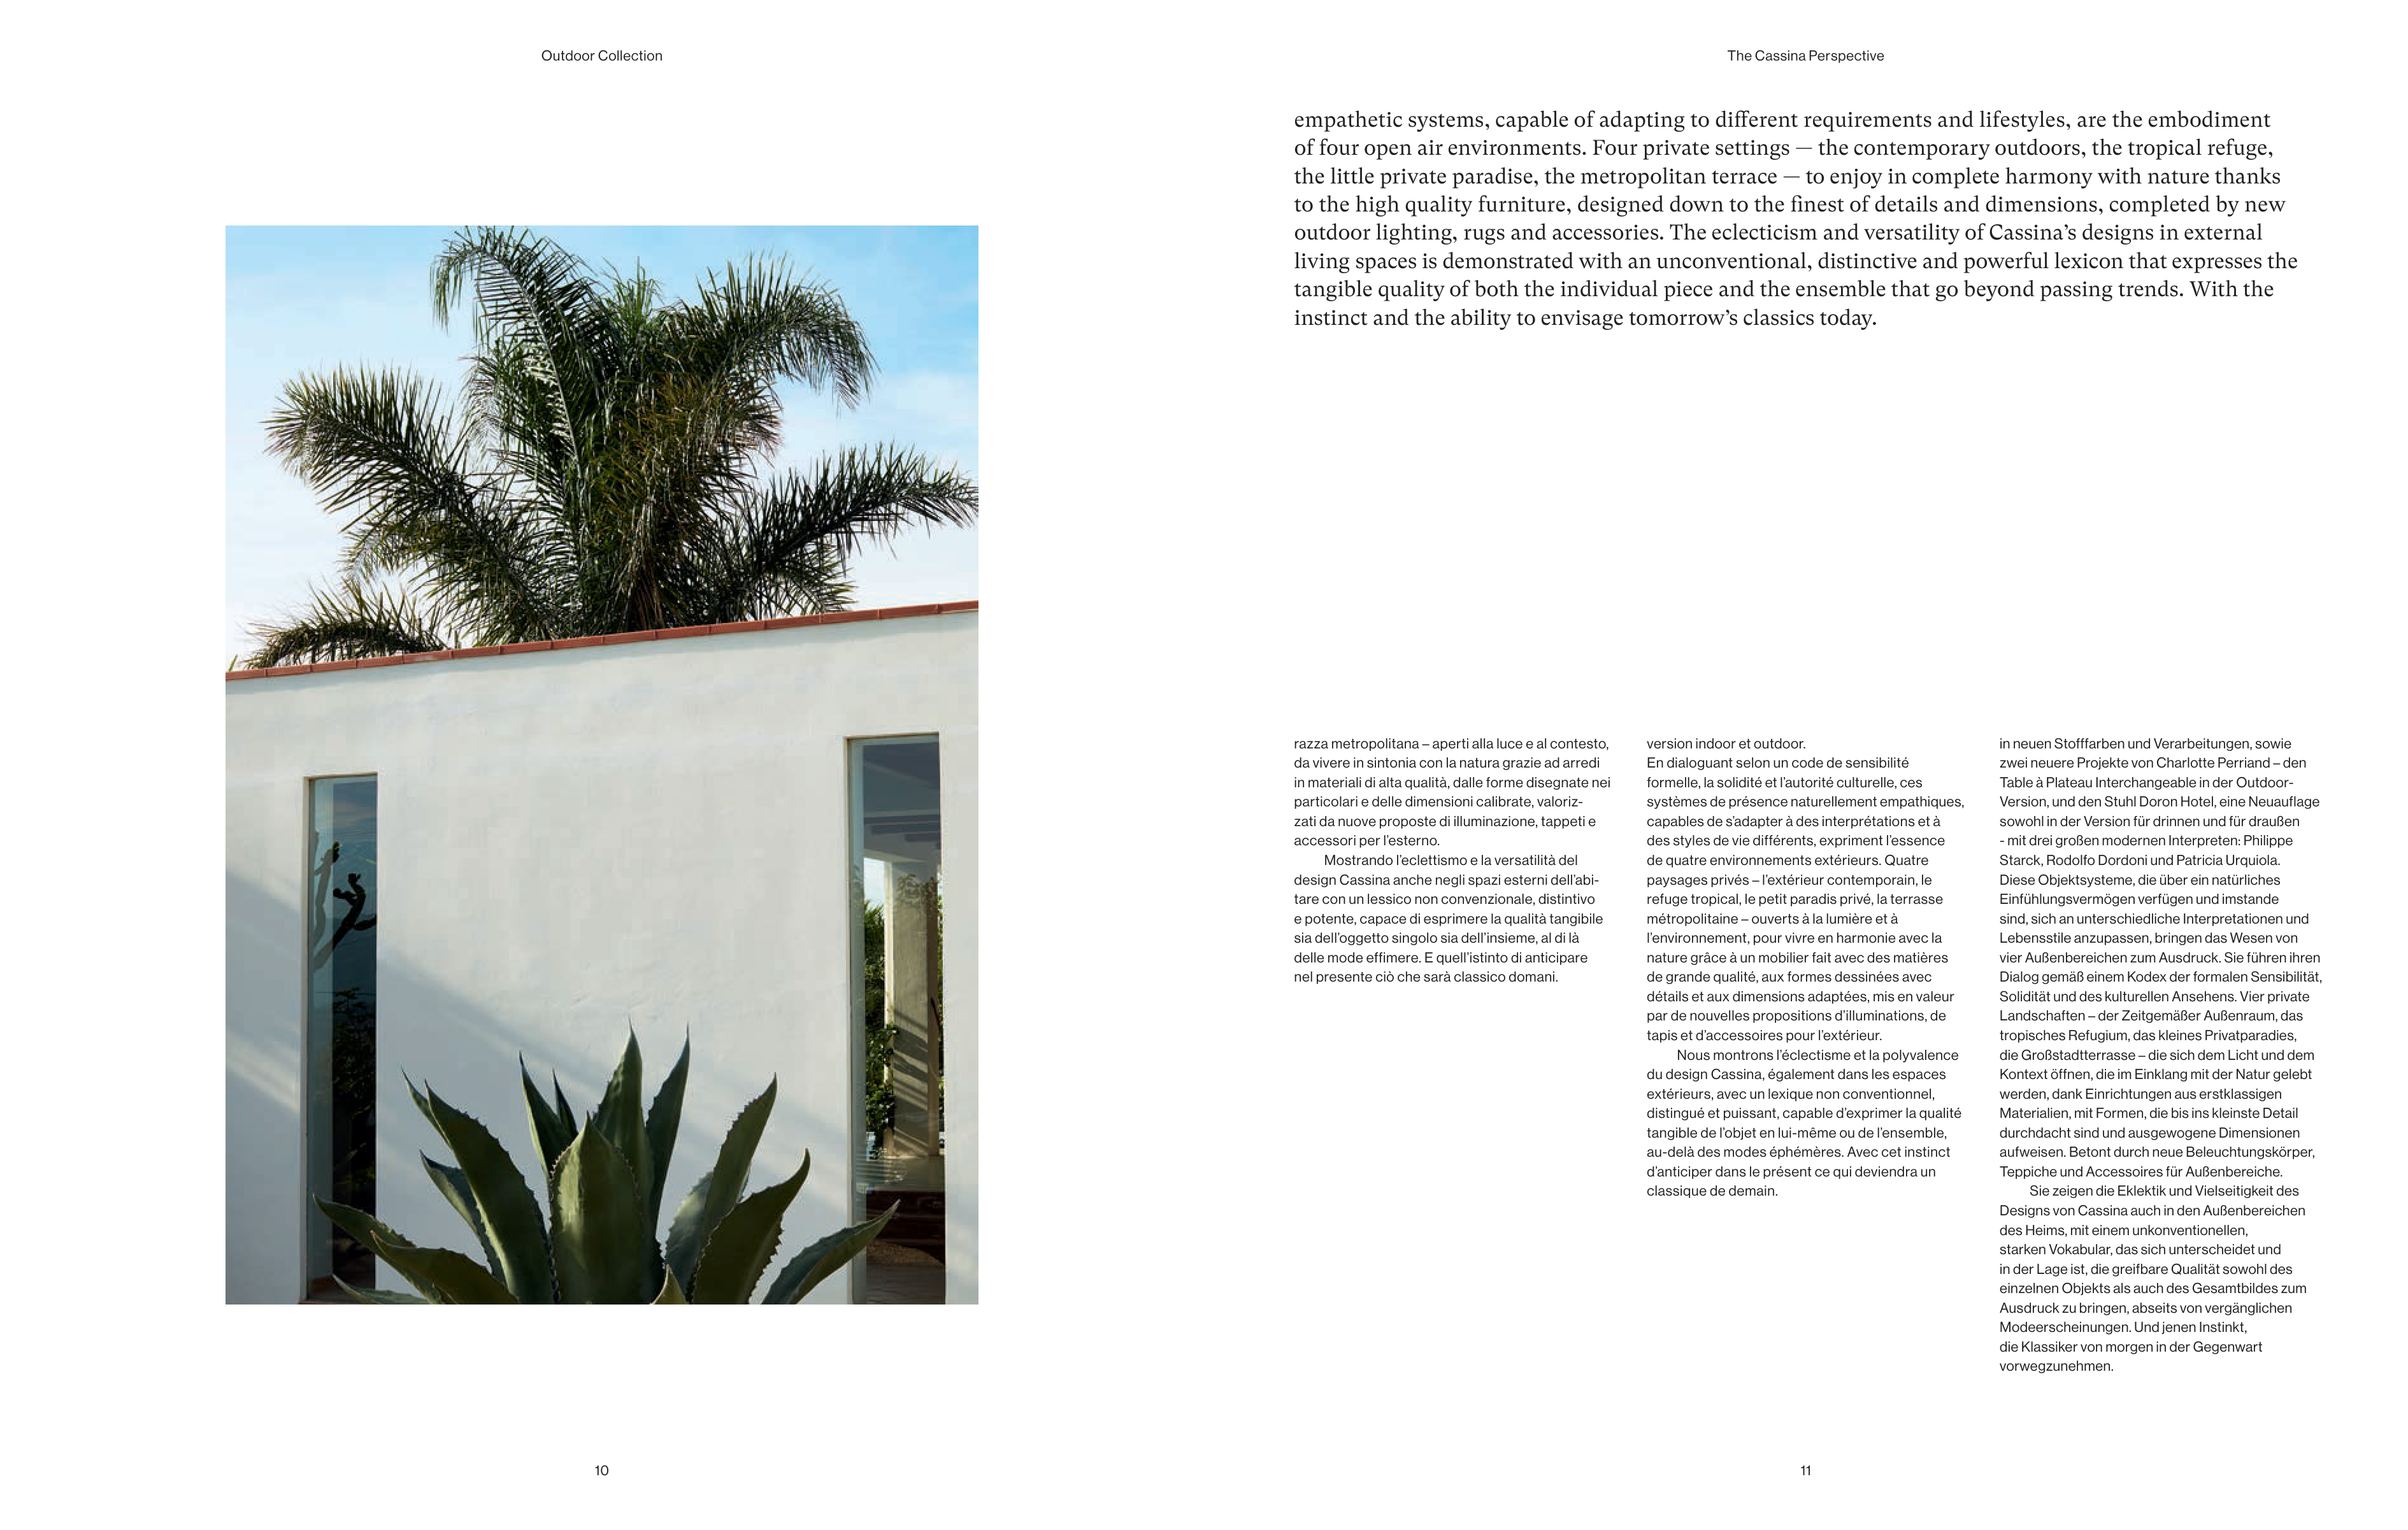 Outdoor Collection
The Cassina Perspective
empathetic systems, capable of adapting to different requirements and lifestyles, are the embodiment
of four open air environments. Four private settings — the contemporary outdoors, the tropical refuge,
the little private paradise, the metropolitan terrace — to enjoy in complete harmony with nature thanks
to the high quality furniture, designed down to the finest of details and dimensions, completed by new
outdoor lighting, rugs and accessories. The eclecticism and versatility of Cassina’s designs in external
living spaces is demonstrated with an unconventional, distinctive and powerful lexicon that expresses the
tangible quality of both the individual piece and the ensemble that go beyond passing trends. With the
instinct and the ability to envisage tomorrow’s classics today.
razza metropolitana – aperti alla luce e al contesto,
da vivere in sintonia con la natura grazie ad arredi
in materiali di alta qualità, dalle forme disegnate nei
particolari e delle dimensioni calibrate, valoriz-
zati da nuove proposte di illuminazione, tappeti e
accessori per l’esterno.
Mostrando l’eclettismo e la versatilità del
design Cassina anche negli spazi esterni dell’abi-
tare con un lessico non convenzionale, distintivo
e potente, capace di esprimere la qualità tangibile
sia dell’oggetto singolo sia dell’insieme, al di là
delle mode effimere. E quell’istinto di anticipare
nel presente ciò che sarà classico domani.
version indoor et outdoor.
En dialoguant selon un code de sensibilité
formelle, la solidité et l’autorité culturelle, ces
systèmes de présence naturellement empathiques,
capables de s’adapter à des interprétations et à
des styles de vie différents, expriment l’essence
de quatre environnements extérieurs. Quatre
paysages privés – l’extérieur contemporain, le
refuge tropical, le petit paradis privé, la terrasse
métropolitaine – ouverts à la lumière et à
l’environnement, pour vivre en harmonie avec la
nature grâce à un mobilier fait avec des matières
de grande qualité, aux formes dessinées avec
détails et aux dimensions adaptées, mis en valeur
par de nouvelles propositions d’illuminations, de
tapis et d’accessoires pour l’extérieur.
Nous montrons l’éclectisme et la polyvalence
du design Cassina, également dans les espaces
extérieurs, avec un lexique non conventionnel,
distingué et puissant, capable d’exprimer la qualité
tangible de l’objet en lui-même ou de l’ensemble,
au-delà des modes éphémères. Avec cet instinct
d’anticiper dans le présent ce qui deviendra un
classique de demain.
in neuen Stofffarben und Verarbeitungen, sowie
zwei neuere Projekte von Charlotte Perriand – den
Table à Plateau Interchangeable in der Outdoor-
Version, und den Stuhl Doron Hotel, eine Neuauflage
sowohl in der Version für drinnen und für draußen
- mit drei großen modernen Interpreten: Philippe
Starck, Rodolfo Dordoni und Patricia Urquiola.
Diese Objektsysteme, die über ein natürliches
Einfühlungsvermögen verfügen und imstande
sind, sich an unterschiedliche Interpretationen und
Lebensstile anzupassen, bringen das Wesen von
vier Außenbereichen zum Ausdruck. Sie führen ihren
Dialog gemäß einem Kodex der formalen Sensibilität,
Solidität und des kulturellen Ansehens. Vier private
Landschaften – der Zeitgemäßer Außenraum, das
tropisches Refugium, das kleines Privatparadies,
die Großstadtterrasse – die sich dem Licht und dem
Kontext öffnen, die im Einklang mit der Natur gelebt
werden, dank Einrichtungen aus erstklassigen
Materialien, mit Formen, die bis ins kleinste Detail
durchdacht sind und ausgewogene Dimensionen
aufweisen. Betont durch neue Beleuchtungskörper,
Teppiche und Accessoires für Außenbereiche.
Sie zeigen die Eklektik und Vielseitigkeit des
Designs von Cassina auch in den Außenbereichen
des Heims, mit einem unkonventionellen,
starken Vokabular, das sich unterscheidet und
in der Lage ist, die greifbare Qualität sowohl des
einzelnen Objekts als auch des Gesamtbildes zum
Ausdruck zu bringen, abseits von vergänglichen
Modeerscheinungen. Und jenen Instinkt,
die Klassiker von morgen in der Gegenwart
vorwegzunehmen.
10
11